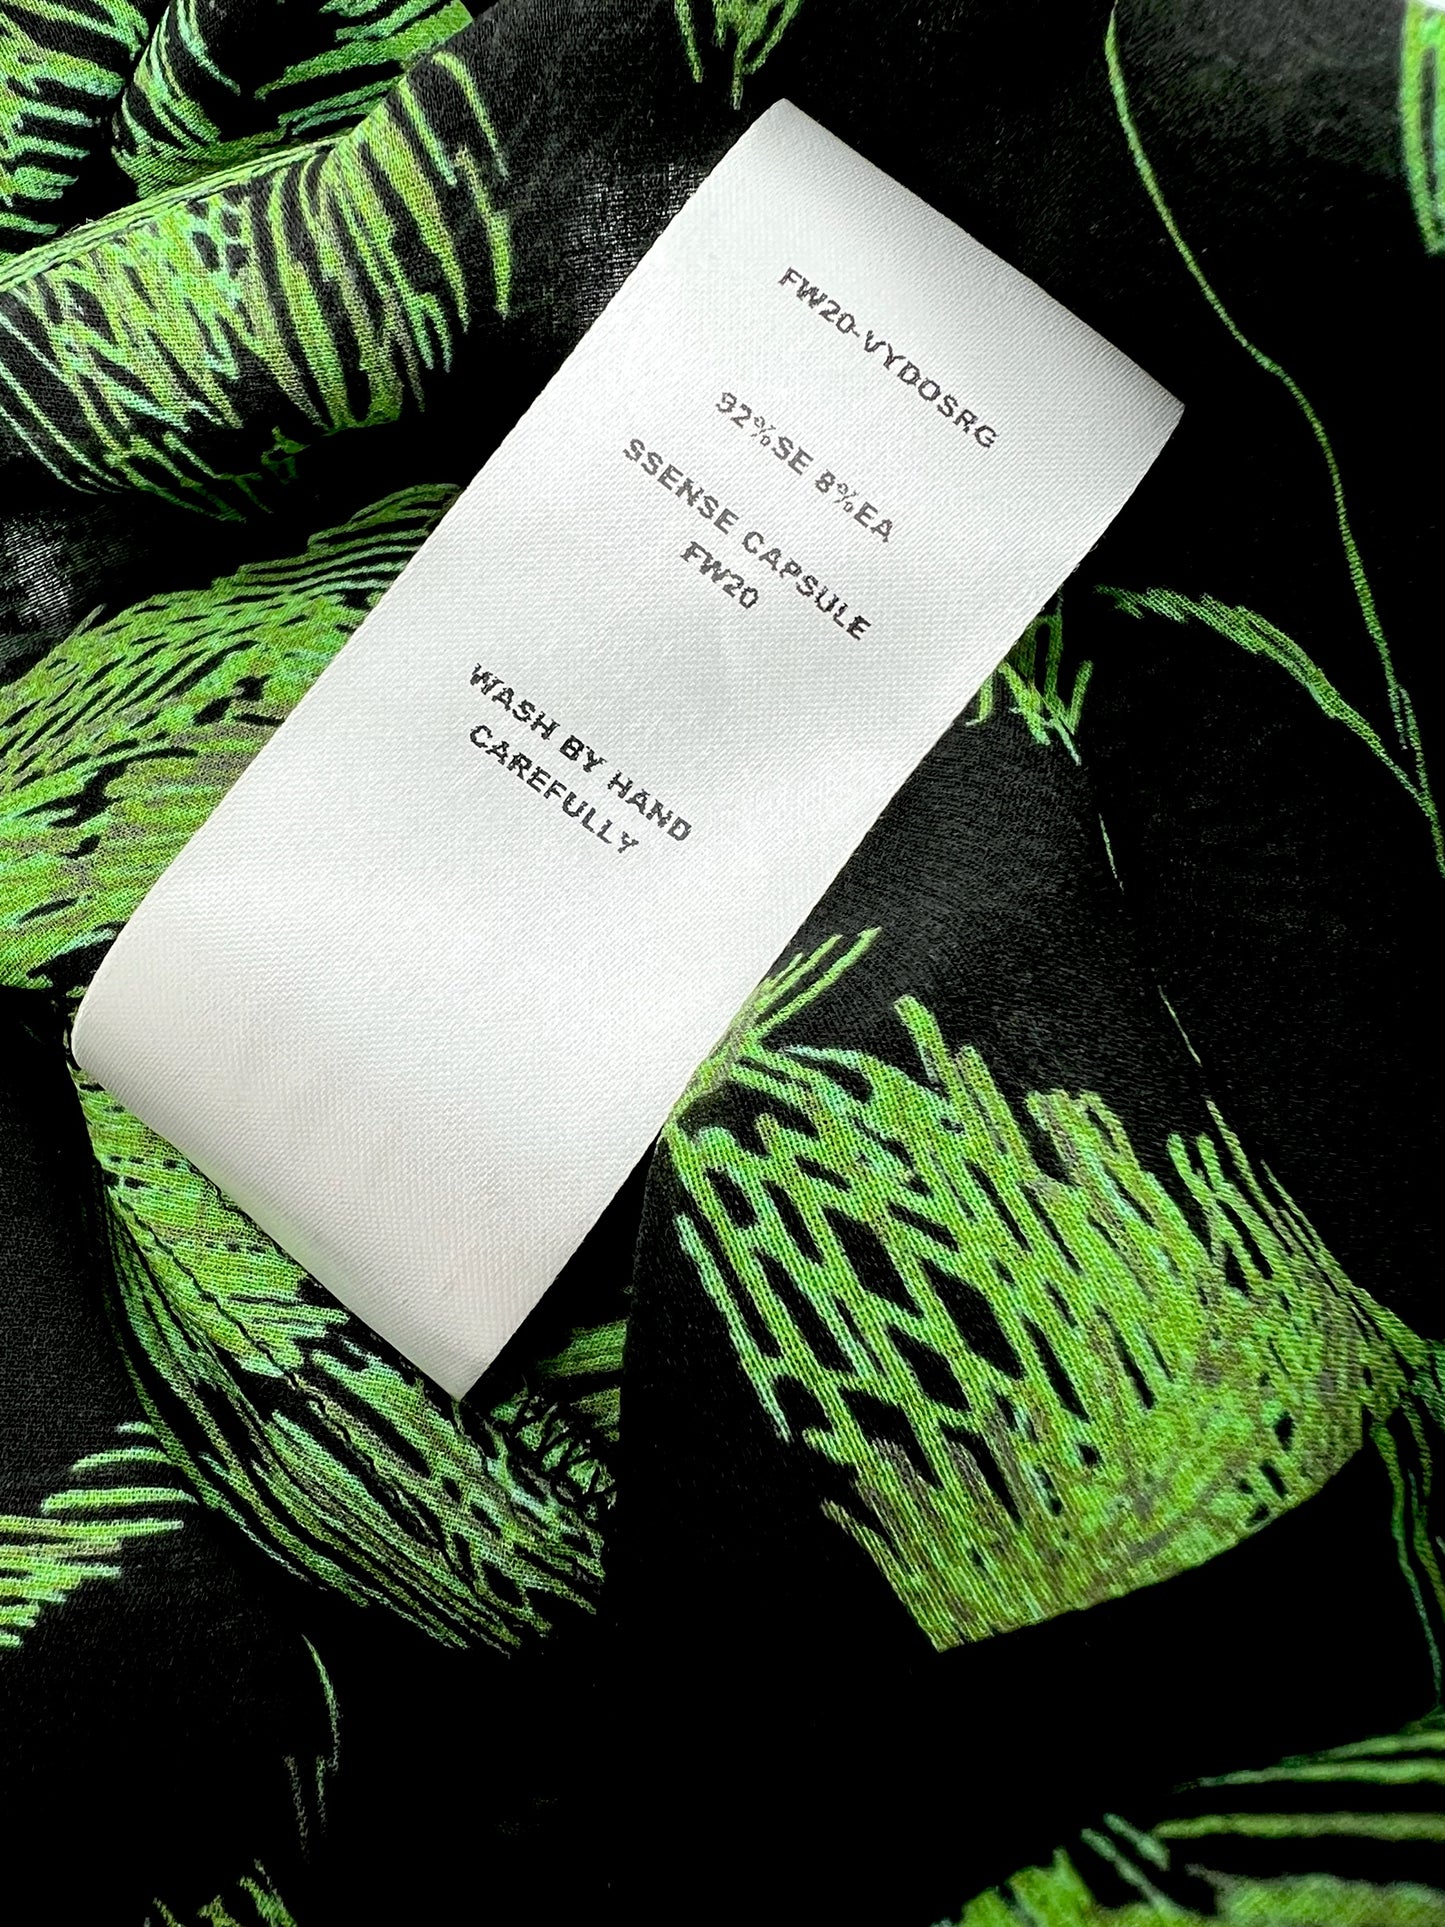 FW20-VYDOSRG
92%SE 8%EA
SSENSE CAPSULE
FW20
WASH BY HAND
CAREFULLY